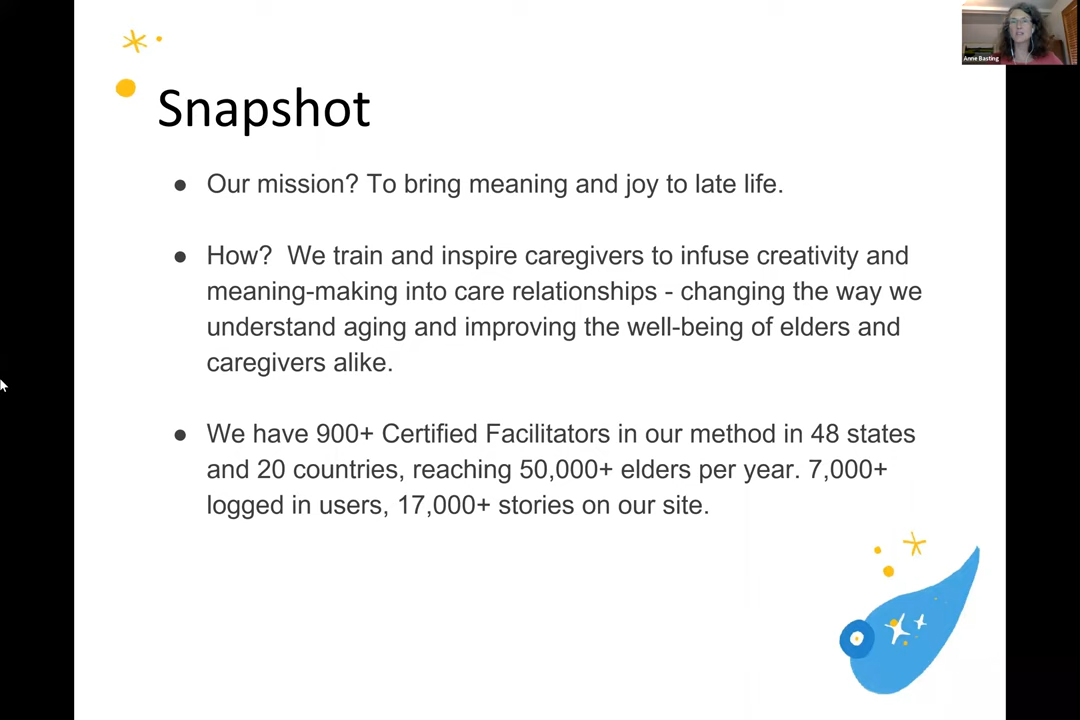 Anne Basting
Snapshot
● Our mission? To bring meaning and joy to late life.
● How?  We train and inspire caregivers to infuse creativity and
meaning-making into care relationships - changing the way we
understand aging and improving the well-being of elders and
caregivers alike.
● We have 900+ Certified Facilitators in our method in 48 states
and 20 countries, reaching 50,000+ elders per year. 7,000+
logged in users, 17,000+ stories on our site.